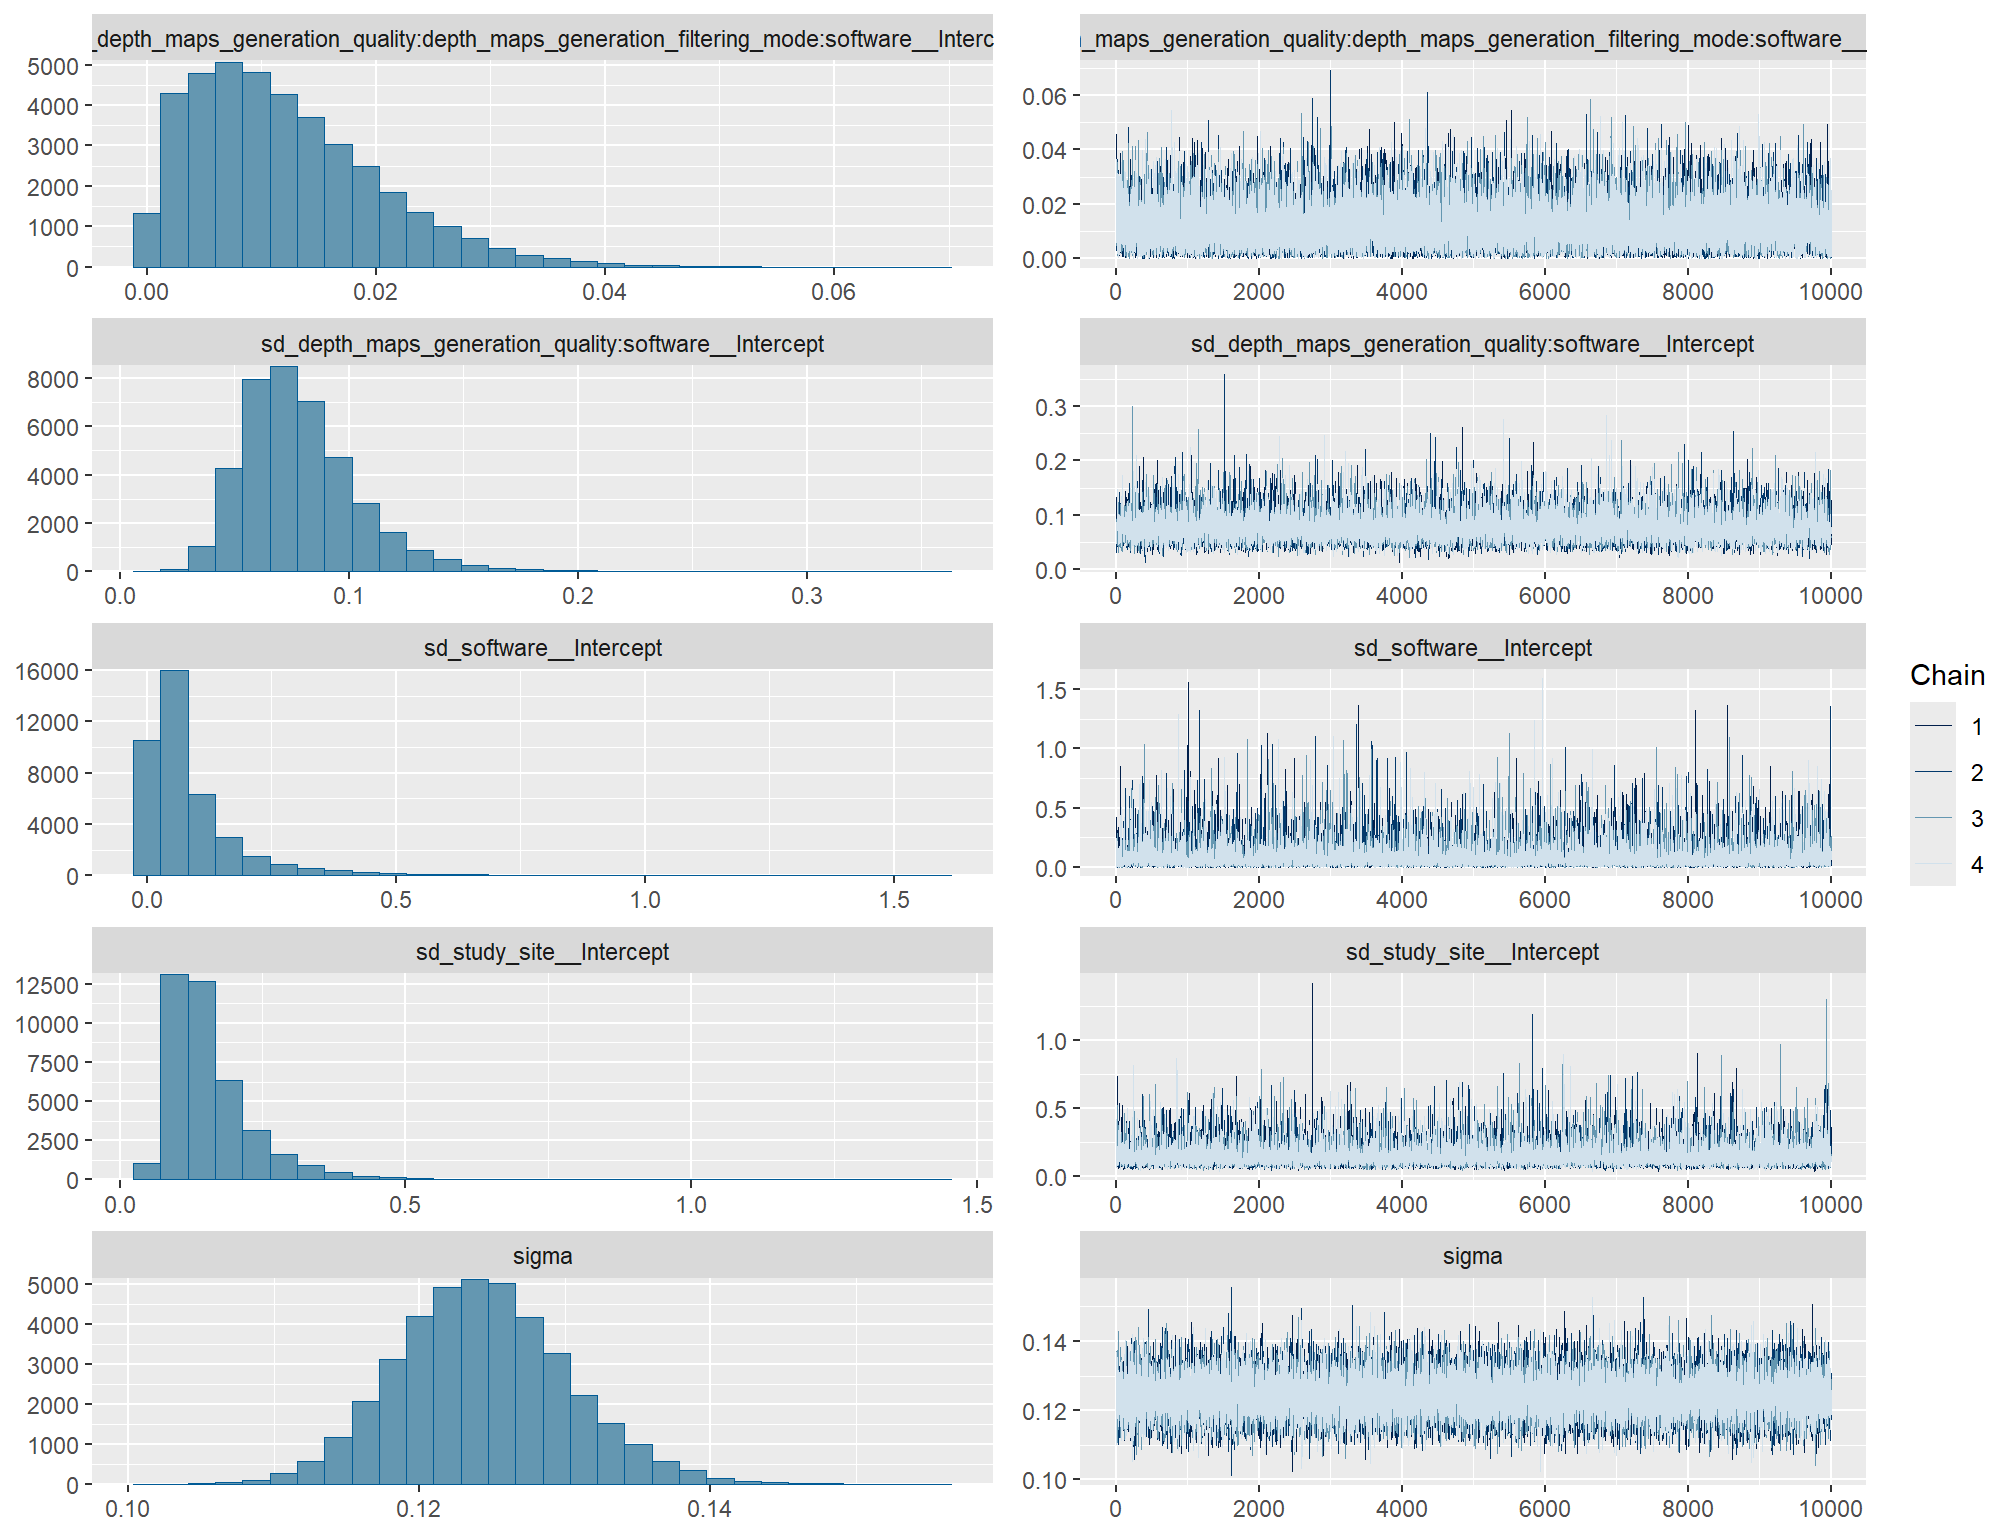 _depth_maps_generation_quality:depth_maps_generation_filtering_mode:software__Interc
5000
4000
3000
2000
1000
0
0.00 0.02 0.04 0.06
_maps_generation_quality:depth_maps_generation_filtering_mode:software__
0.06
0.04
0.02
0.00
0 2000 4000 6000 8000 10000
sd_depth_maps_generation_quality:software__Intercept
8000
6000
4000
2000
0
0.0 0.1 0.2 0.3
sd_depth_maps_generation_quality:software__Intercept
0.3
0.2
0.1
0.0
0 2000 4000 6000 8000 10000
sd_software__Intercept
16000
12000
8000
4000
0
0.0 0.5 1.0 1.5
sd_software__Intercept
1.5
1.0
0.5
0.0
0 2000 4000 6000 8000 10000
sd_study_site__Intercept
12500
10000
7500
5000
2500
0
0.0 0.5 1.0 1.5
sd_study_site__Intercept
1.0
0.5
0.0
0 2000 4000 6000 8000 10000
sigma
5000
4000
3000
2000
1000
0
0.10 0.12 0.14
sigma
0.14
0.12
0.10
0 2000 4000 6000 8000 10000
Chain
1
2
3
4